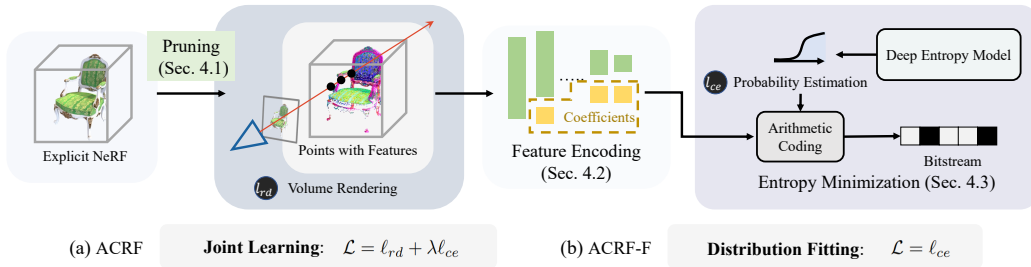 Explicit NeRF
Pruning
(Sec. 4.1)
Points with Features
ℓ_rd Volume Rendering
......
Coefficients
Feature Encoding
(Sec. 4.2)
Deep Entropy Model
ℓ_ce Probability Estimation
Arithmetic
Coding
Bitstream
Entropy Minimization (Sec. 4.3)
(a) ACRF Joint Learning: ℒ = ℓ_rd + λℓ_ce
(b) ACRF-F Distribution Fitting: ℒ = ℓ_ce